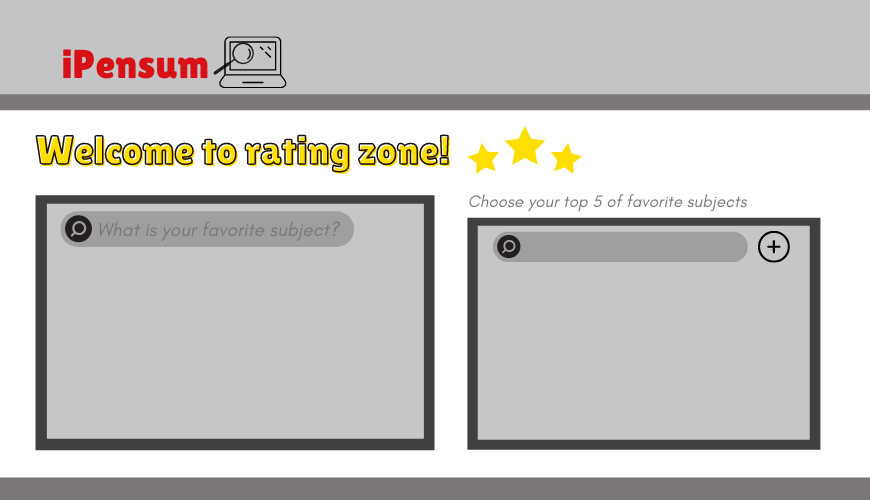 iPensum
Welcome to rating zone!
Choose your top 5 of favorite subjects
What is your favorite subject?